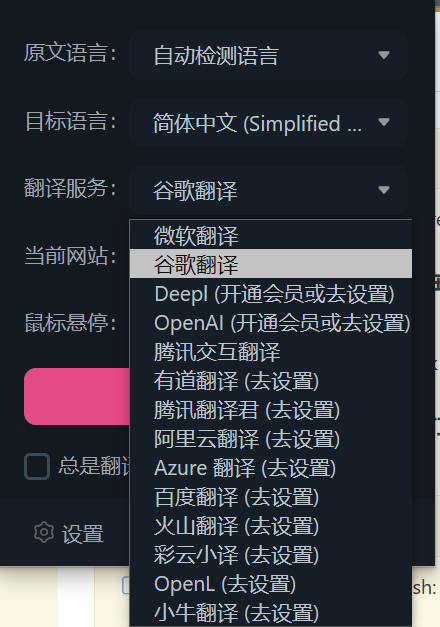 原文语言：
自动检测语言
目标语言：
简体中文 (Simplified ...
翻译服务：
谷歌翻译
微软翻译
谷歌翻译
当前网站：
Deepl (开通会员或去设置)
OpenAI (开通会员或去设置)
鼠标悬停：
腾讯交互翻译
有道翻译 (去设置)
腾讯翻译君 (去设置)
阿里云翻译 (去设置)
总是翻译
Azure 翻译 (去设置)
百度翻译 (去设置)
设置
火山翻译 (去设置)
彩云小译 (去设置)
OpenL (去设置)
sh:
小牛翻译 (去设置)